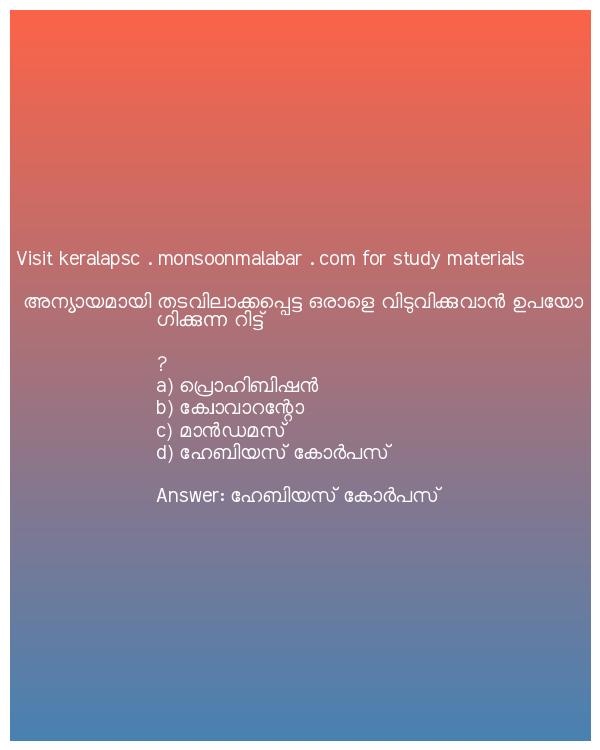 Visit keralapsc . monsoonmalabar . com for study materials
അന്യായമായി തടവിലാക്കപ്പെട്ട ഒരാളെ വിടുവിക്കുവാൻ ഉപയോ
ഗിക്കുന്ന റിട്ട്
?
a) പ്രൊഹിബിഷൻ
b) ക്വോവാറന്റോ
c) മാൻഡമസ്
d) ഹേബിയസ് കോർപസ്
Answer: ഹേബിയസ് കോർപസ്